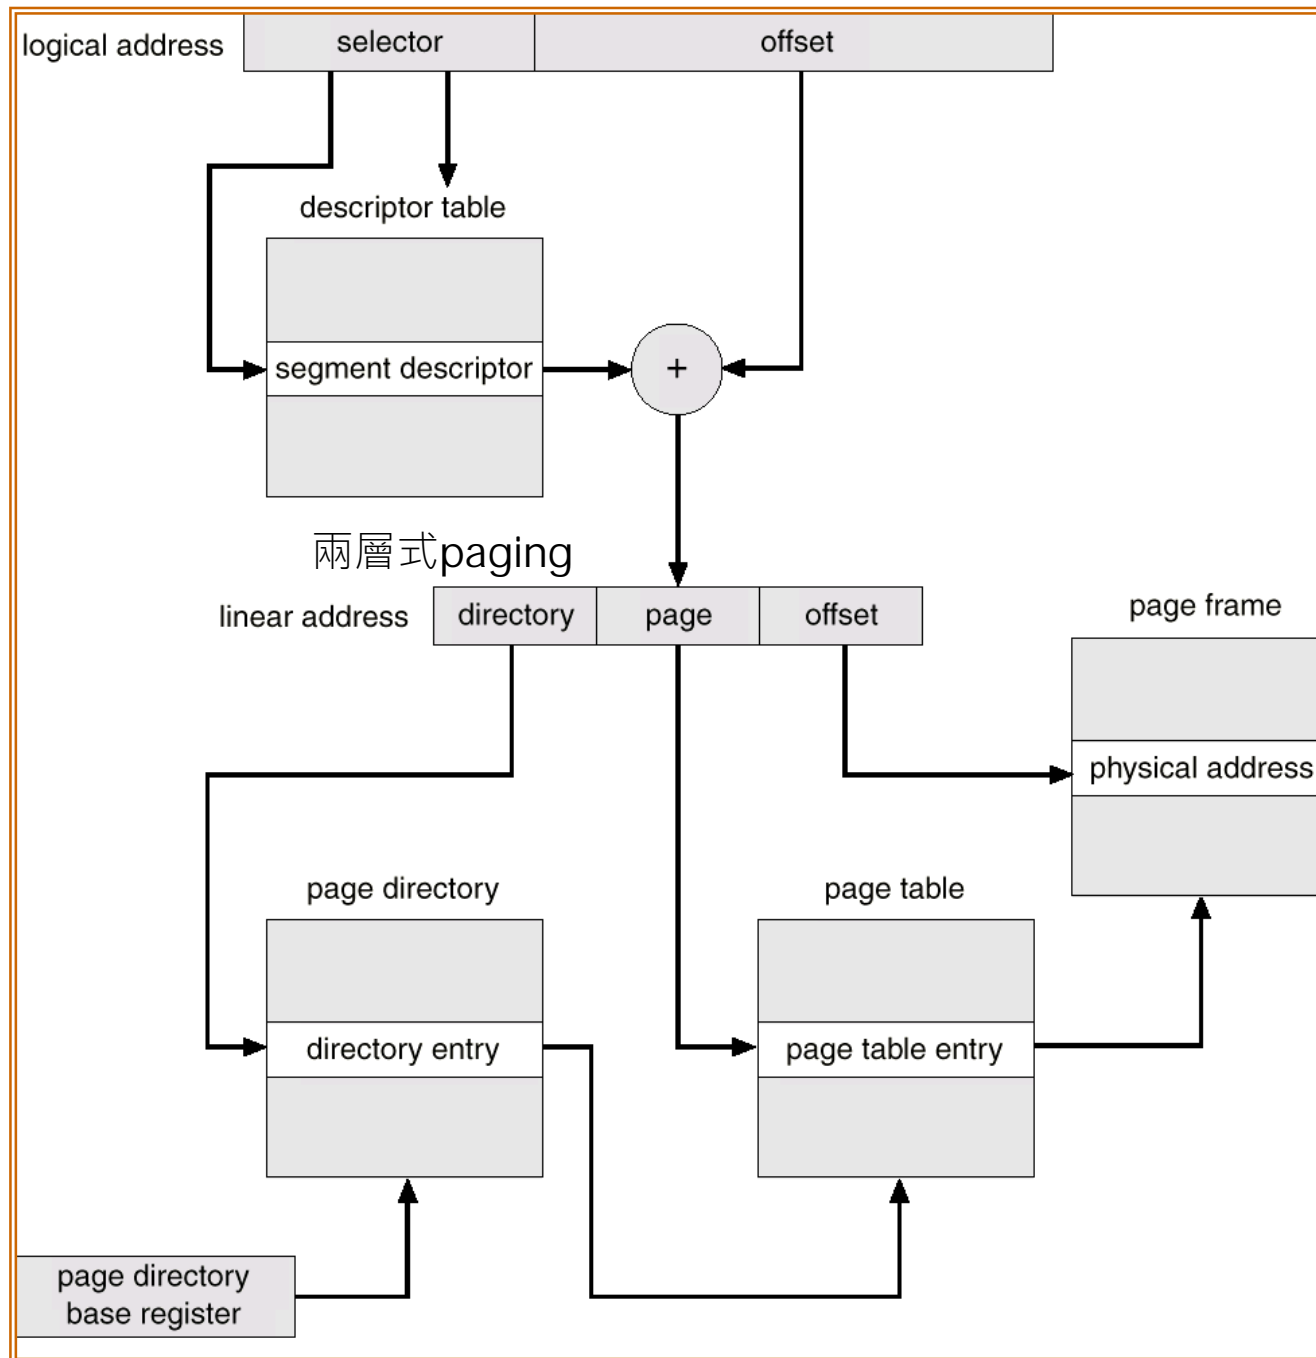 logical address
selector
offset
descriptor table
segment descriptor
+
兩層式paging
linear address
directory
page
offset
page frame
physical address
page directory
page table
directory entry
page table entry
page directory
base register